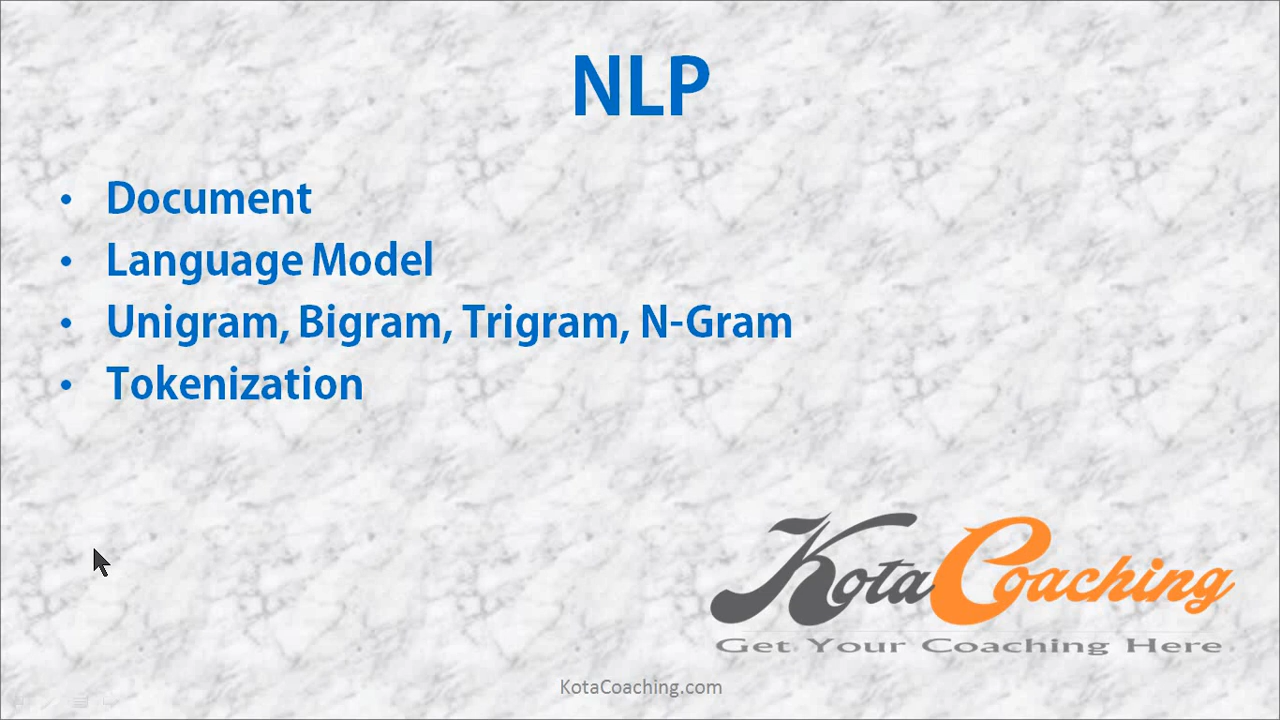 NLP
• Document
• Language Model
• Unigram, Bigram, Trigram, N-Gram
• Tokenization
KotaCoaching
Get Your Coaching Here
KotaCoaching.com